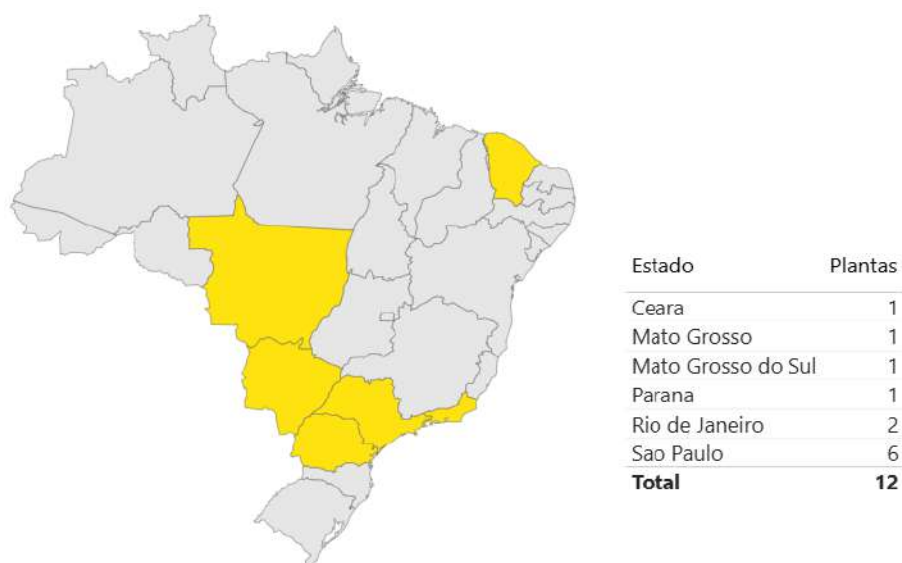 Estado Plantas
Ceara 1
Mato Grosso 1
Mato Grosso do Sul 1
Parana 1
Rio de Janeiro 2
Sao Paulo 6
Total 12